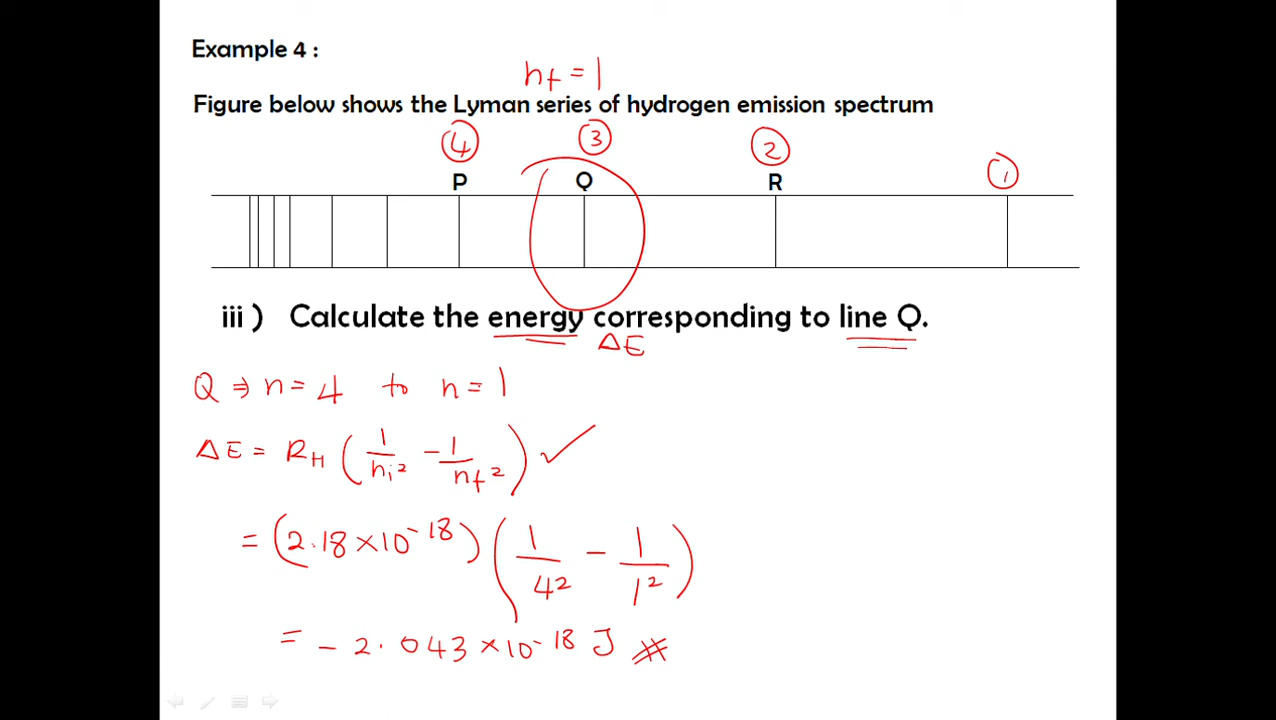 Example 4 :
nf = 1
Figure below shows the Lyman series of hydrogen emission spectrum
4 3 2 1
P Q R
iii ) Calculate the energy corresponding to line Q.
ΔE
Q ⇒ n = 4 to n = 1
ΔE = RH ( 1/ni² - 1/nf² ) ✓
= (2.18 × 10⁻¹⁸) ( 1/4² - 1/1² )
= - 2.043 × 10⁻¹⁸ J #